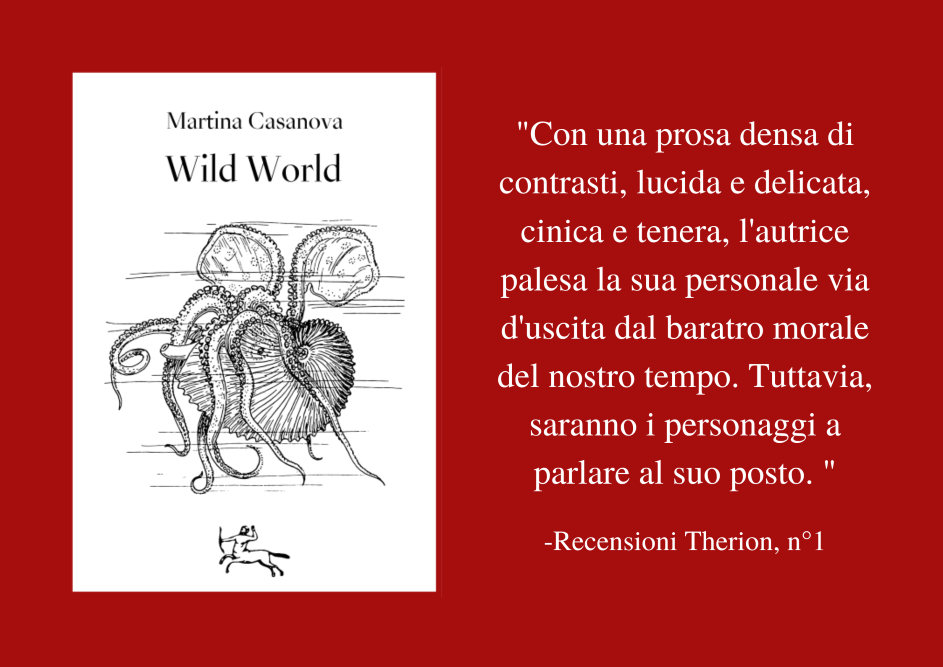 Martina Casanova
Wild World
"Con una prosa densa di
contrasti, lucida e delicata,
cinica e tenera, l'autrice
palesa la sua personale via
d'uscita dal baratro morale
del nostro tempo. Tuttavia,
saranno i personaggi a
parlare al suo posto. "
-Recensioni Therion, n°1